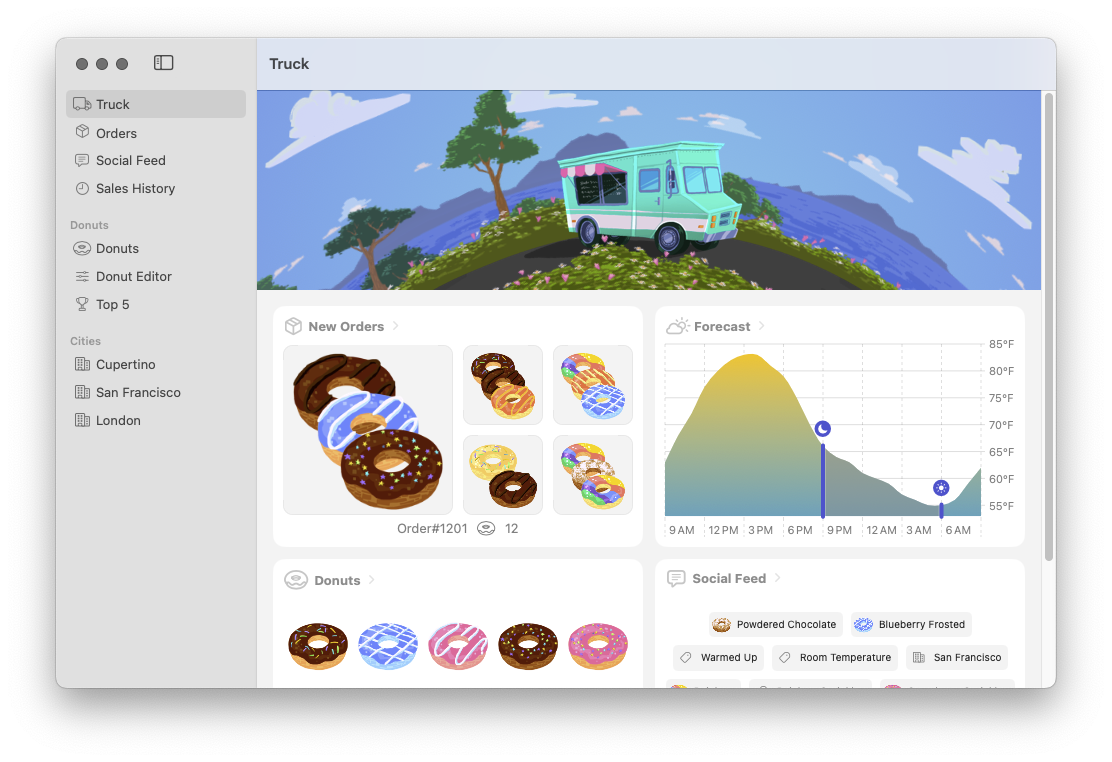 Truck
Truck
Orders
Social Feed
Sales History
Donuts
Donuts
Donut Editor
Top 5
Cities
Cupertino
San Francisco
London
New Orders
Order#1201 12
Forecast
85°F
80°F
75°F
70°F
65°F
60°F
55°F
9 AM 12 PM 3 PM 6 PM 9 PM 12 AM 3 AM 6 AM
Donuts
Social Feed
Powdered Chocolate Blueberry Frosted
Warmed Up Room Temperature San Francisco